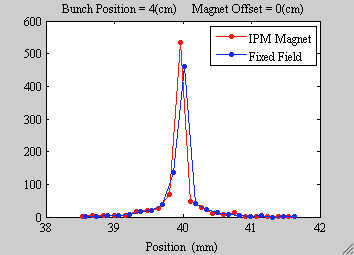 Bunch Position = 4(cm)    Magnet Offset = 0(cm)
600
500
400
300
200
100
0
IPM Magnet
Fixed Field
38 39 40 41 42
Position (mm)